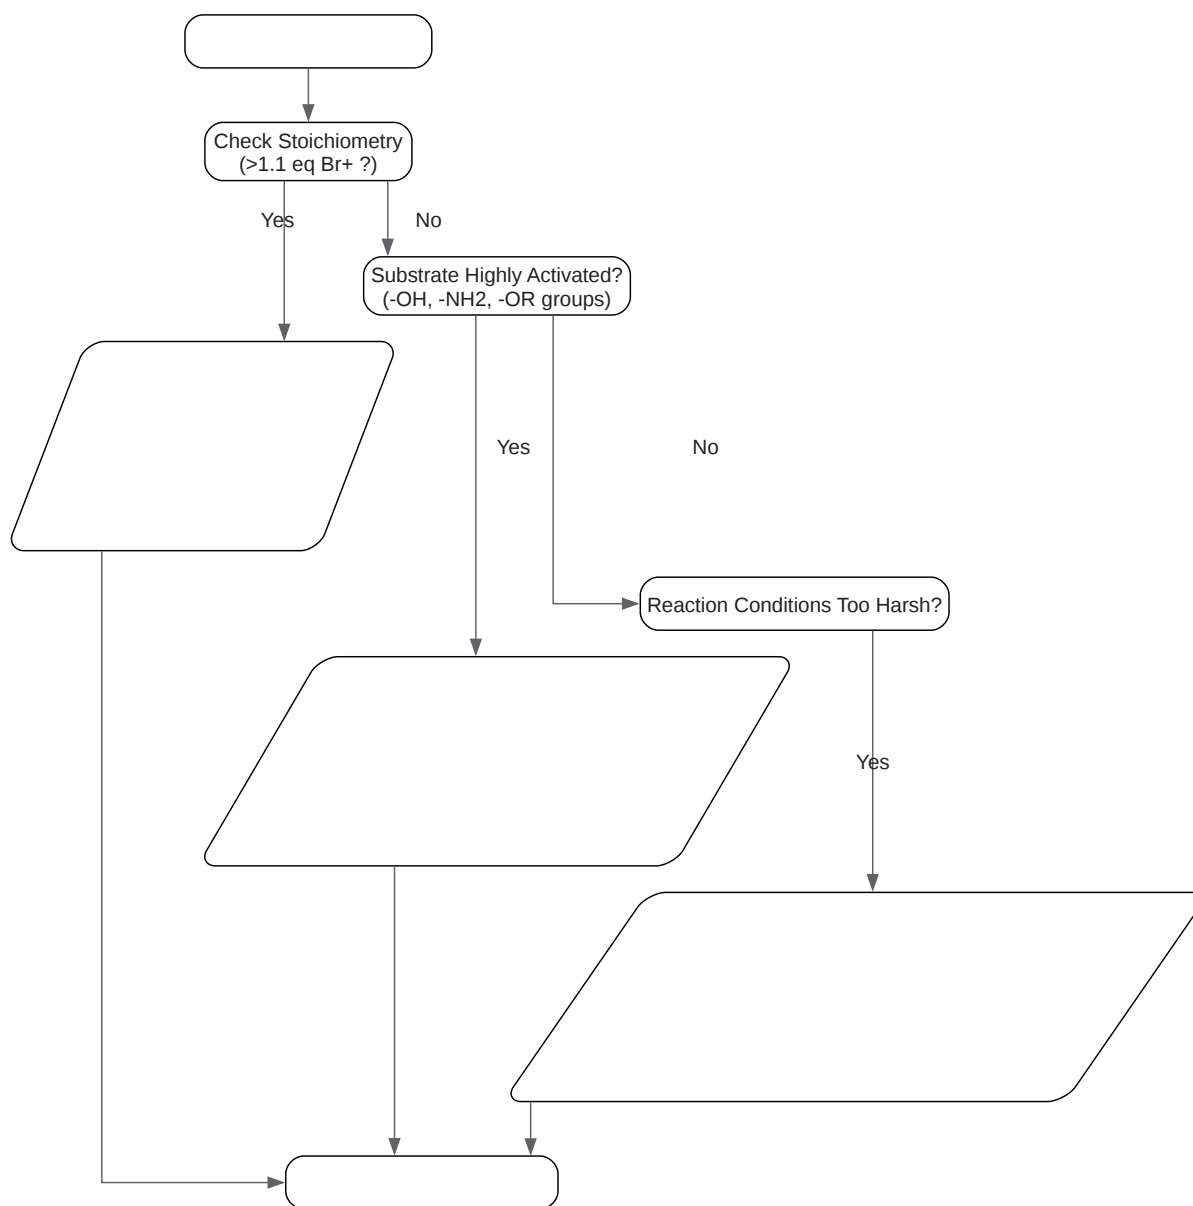 Check Stoichiometry
(>1.1 eq Br+ ?)
Yes
No
Substrate Highly Activated?
(-OH, -NH2, -OR groups)
Yes
No
Reaction Conditions Too Harsh?
Yes